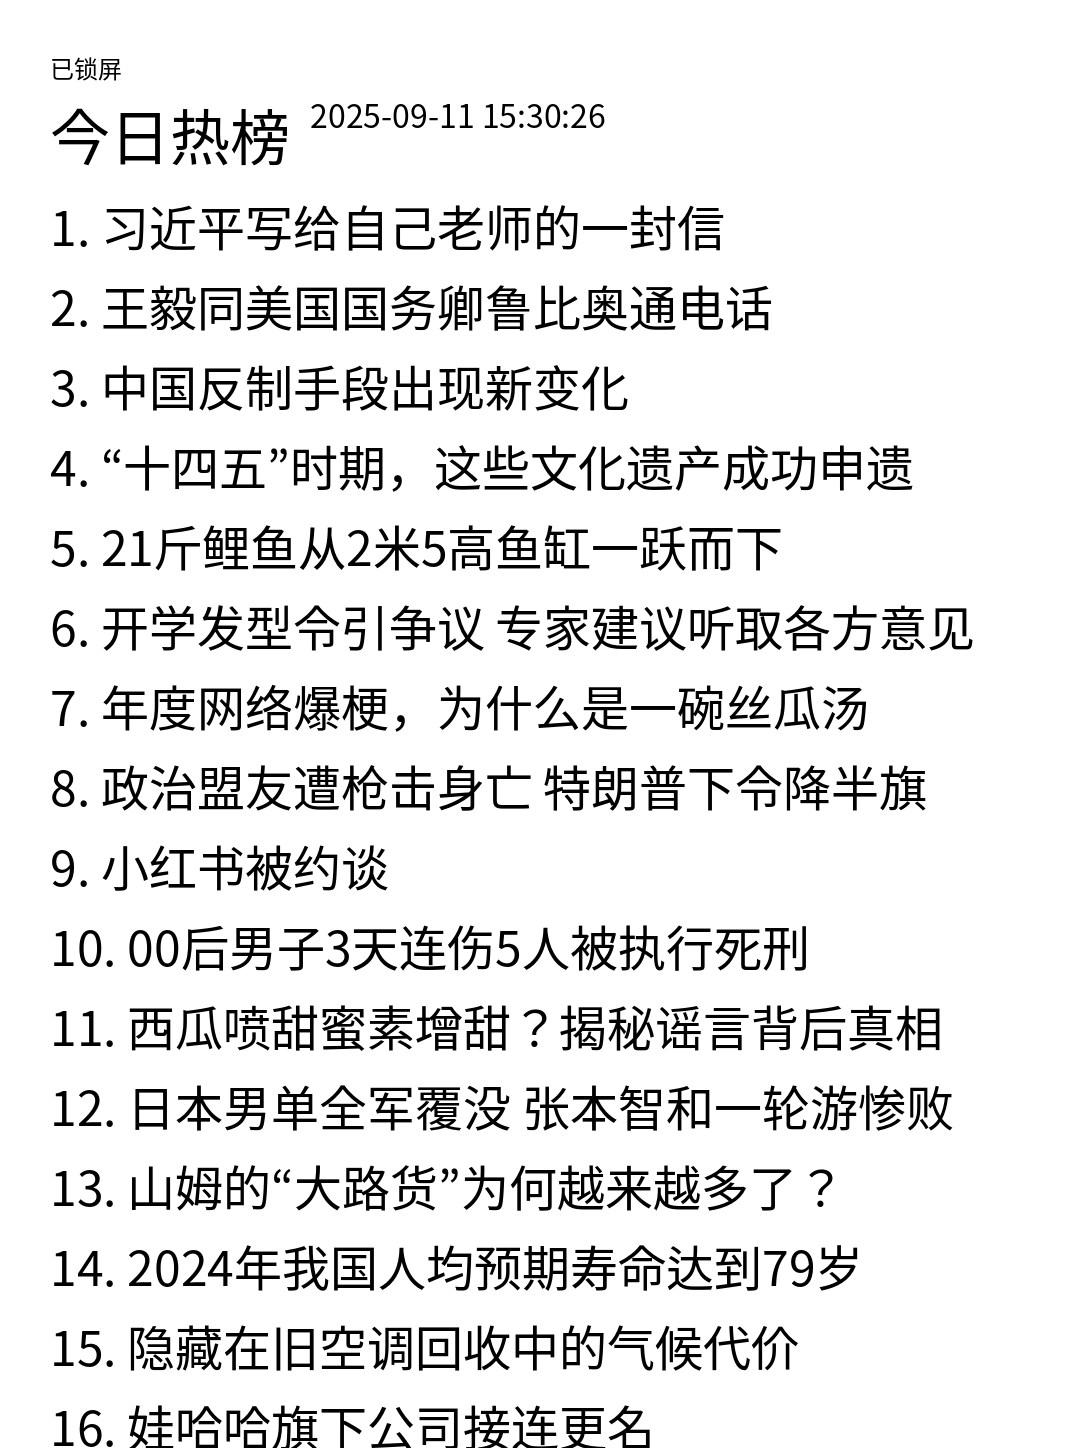 已锁屏
今日热榜 2025-09-11 15:30:26
1. 习近平写给自己老师的一封信
2. 王毅同美国国务卿鲁比奥通电话
3. 中国反制手段出现新变化
4. “十四五”时期，这些文化遗产成功申遗
5. 21斤鲤鱼从2米5高鱼缸一跃而下
6. 开学发型令引争议 专家建议听取各方意见
7. 年度网络爆梗，为什么是一碗丝瓜汤
8. 政治盟友遭枪击身亡 特朗普下令降半旗
9. 小红书被约谈
10. 00后男子3天连伤5人被执行死刑
11. 西瓜喷甜蜜素增甜？揭秘谣言背后真相
12. 日本男单全军覆没 张本智和一轮游惨败
13. 山姆的“大路货”为何越来越多了？
14. 2024年我国人均预期寿命达到79岁
15. 隐藏在旧空调回收中的气候代价
16. 娃哈哈旗下公司接连更名